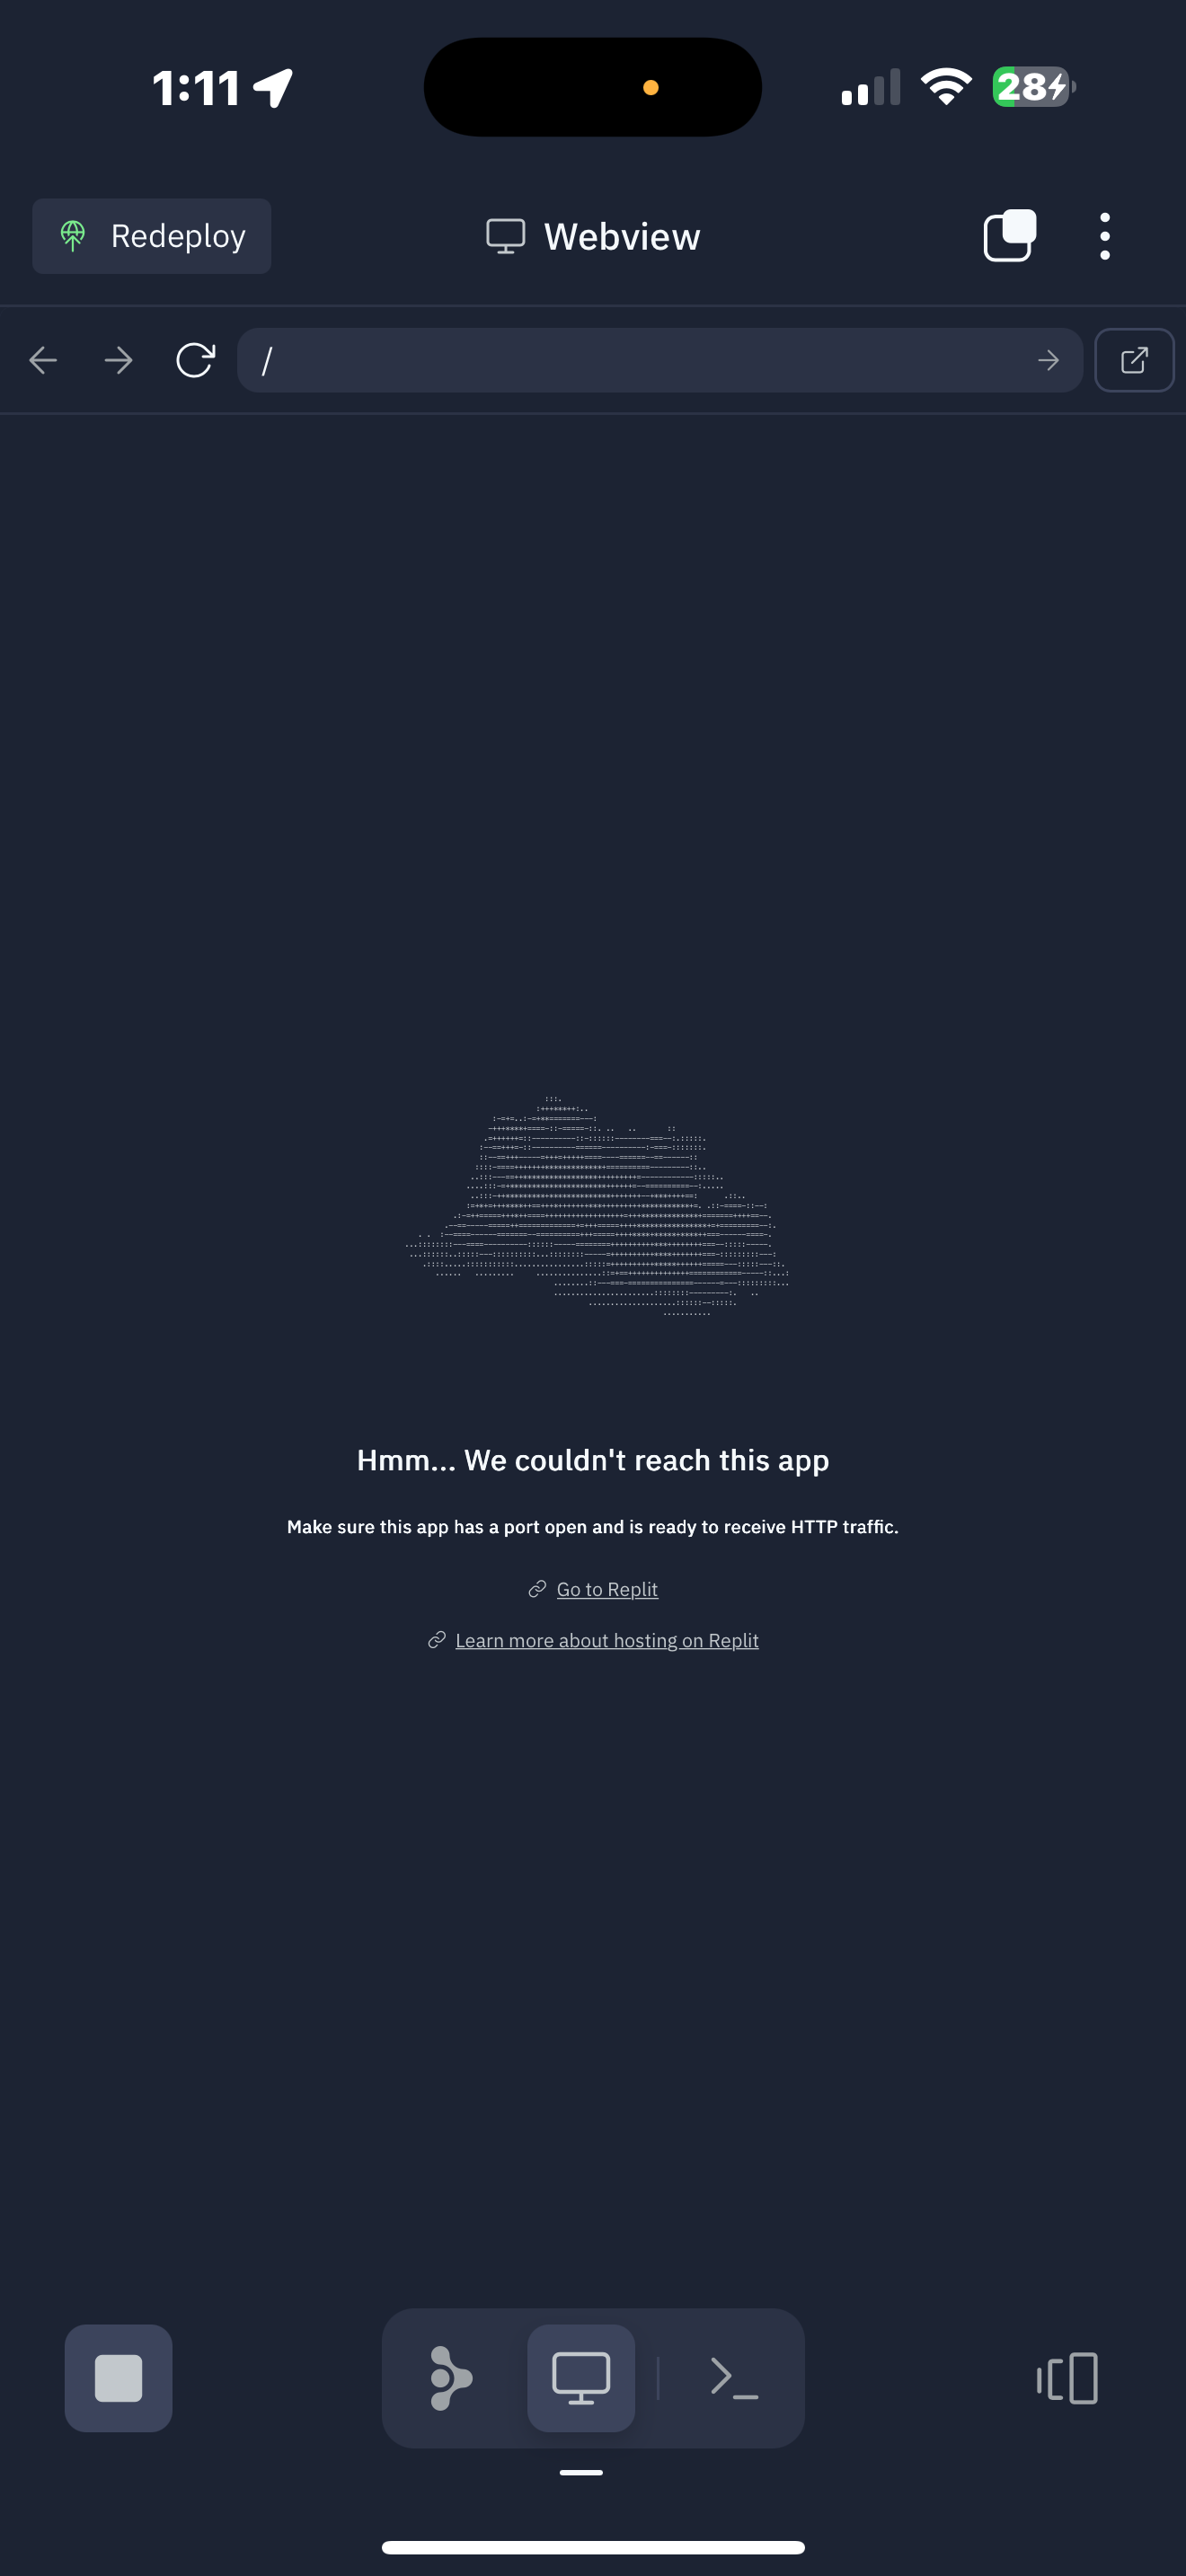 1:11
28
Redeploy
Webview
/
Hmm... We couldn't reach this app
Make sure this app has a port open and is ready to receive HTTP traffic.
Go to Replit
Learn more about hosting on Replit